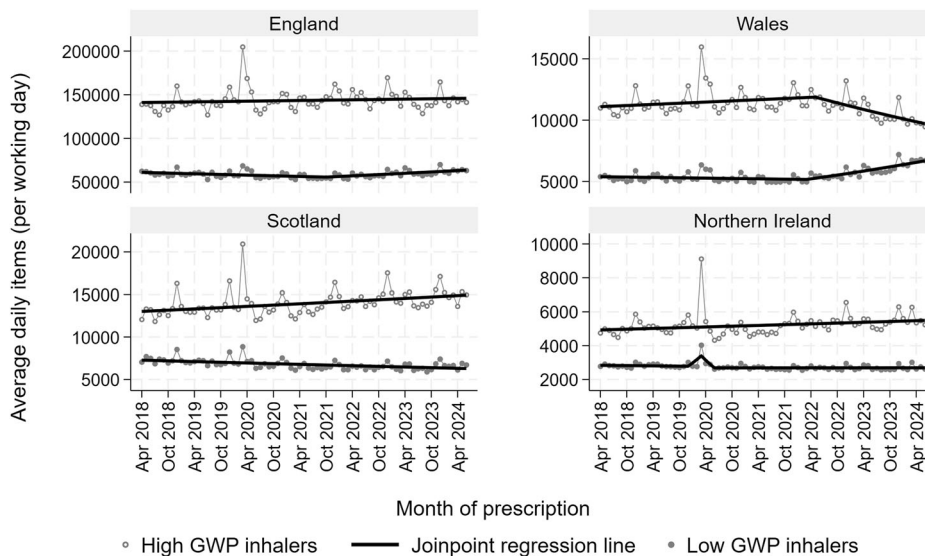 England
Wales
Average daily items (per working day)
200000
150000
100000
50000
15000
10000
5000
Scotland
Northern Ireland
20000
15000
10000
5000
10000
8000
6000
4000
2000
Apr 2018
Oct 2018
Apr 2019
Oct 2019
Apr 2020
Oct 2020
Apr 2021
Oct 2021
Apr 2022
Oct 2022
Apr 2023
Oct 2023
Apr 2024
Apr 2018
Oct 2018
Apr 2019
Oct 2019
Apr 2020
Oct 2020
Apr 2021
Oct 2021
Apr 2022
Oct 2022
Apr 2023
Oct 2023
Apr 2024
Month of prescription
High GWP inhalers Joinpoint regression line Low GWP inhalers